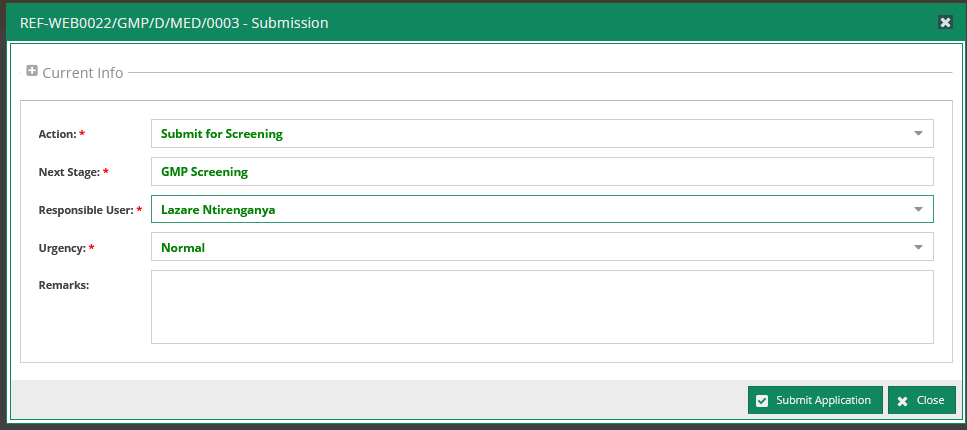 REF-WEB0022/GMP/D/MED/0003 - Submission
Current Info
Action: * Submit for Screening
Next Stage: * GMP Screening
Responsible User: * Lazare Ntirenganya
Urgency: * Normal
Remarks:
Submit Application Close